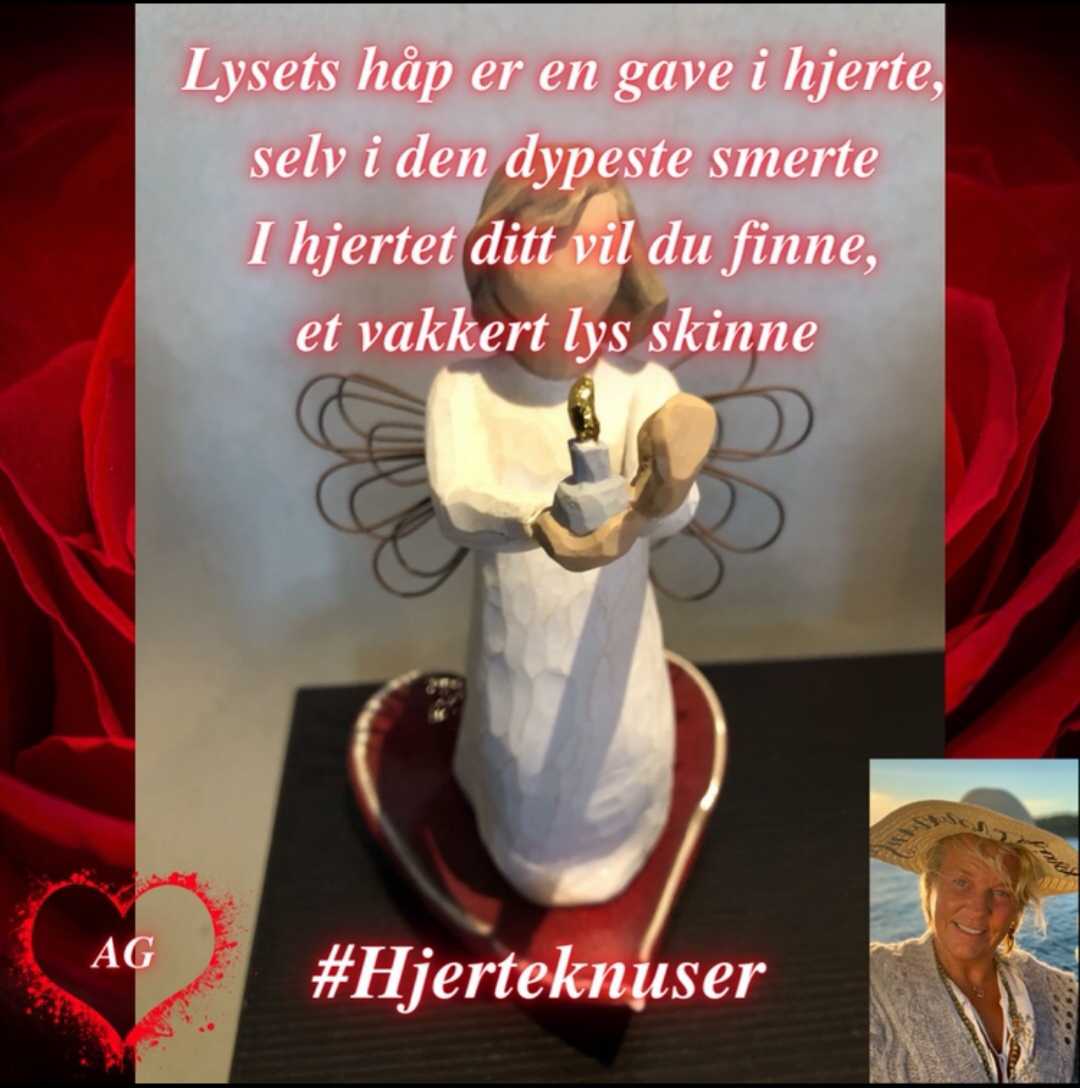 Lysets håp er en gave i hjerte,
selv i den dypeste smerte
I hjertet ditt vil du finne,
et vakkert lys skinne
AG
#Hjerteknuser